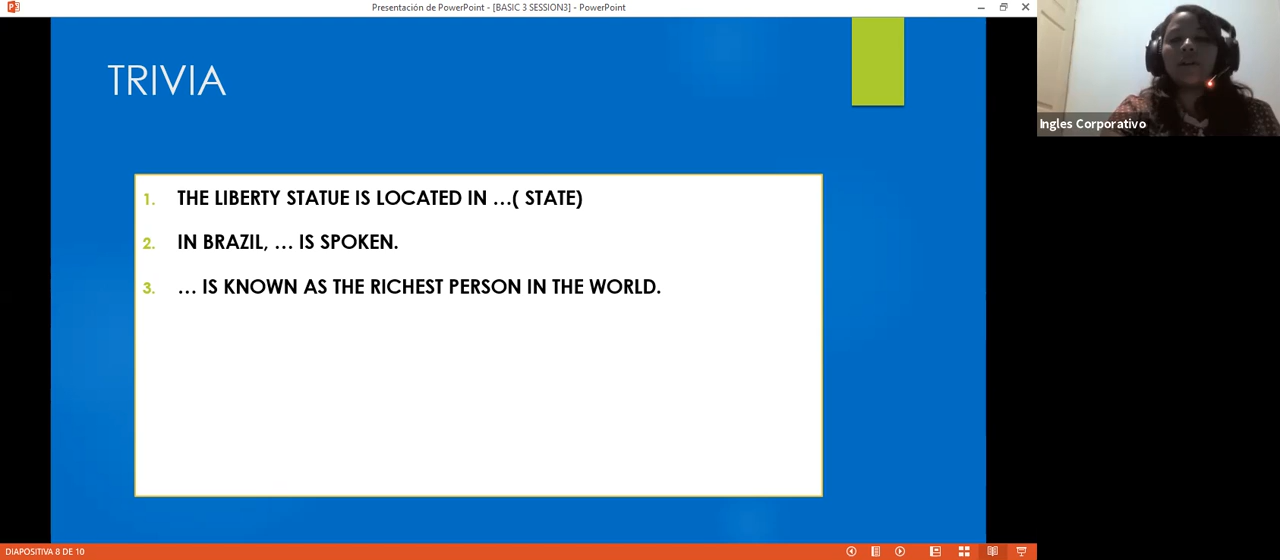 Presentación de PowerPoint - [BASIC 3 SESSION3] - PowerPoint
TRIVIA
1. THE LIBERTY STATUE IS LOCATED IN …( STATE)
2. IN BRAZIL, … IS SPOKEN.
3. … IS KNOWN AS THE RICHEST PERSON IN THE WORLD.
Ingles Corporativo
DIAPOSITIVA 8 DE 10